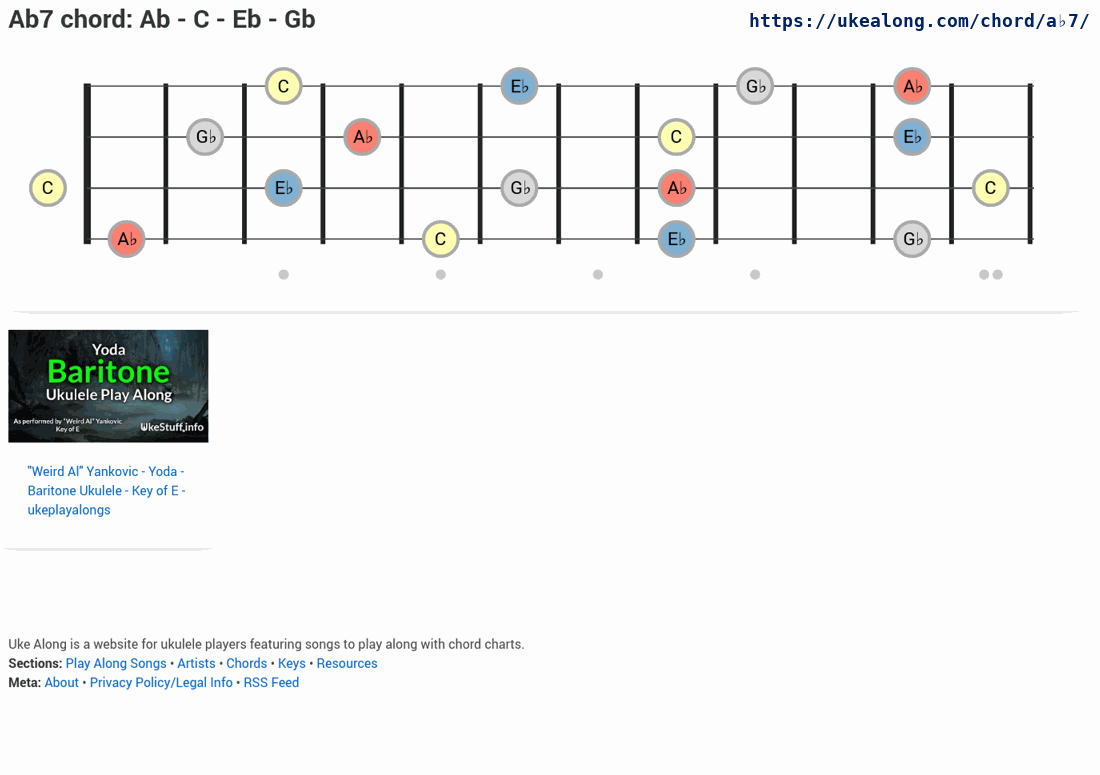 Ab7 chord: Ab - C - Eb - Gb
https://ukealong.com/chord/a♭7/
C E♭ G♭ A♭
G♭ A♭ C E♭
C E♭ G♭ A♭ C
A♭ C E♭ G♭
Yoda
Baritone
Ukulele Play Along
As performed by "Weird Al" Yankovic
Key of E
UkeStuff.info
"Weird Al" Yankovic - Yoda -
Baritone Ukulele - Key of E -
ukeplayalongs
Uke Along is a website for ukulele players featuring songs to play along with chord charts.
Sections: Play Along Songs • Artists • Chords • Keys • Resources
Meta: About • Privacy Policy/Legal Info • RSS Feed